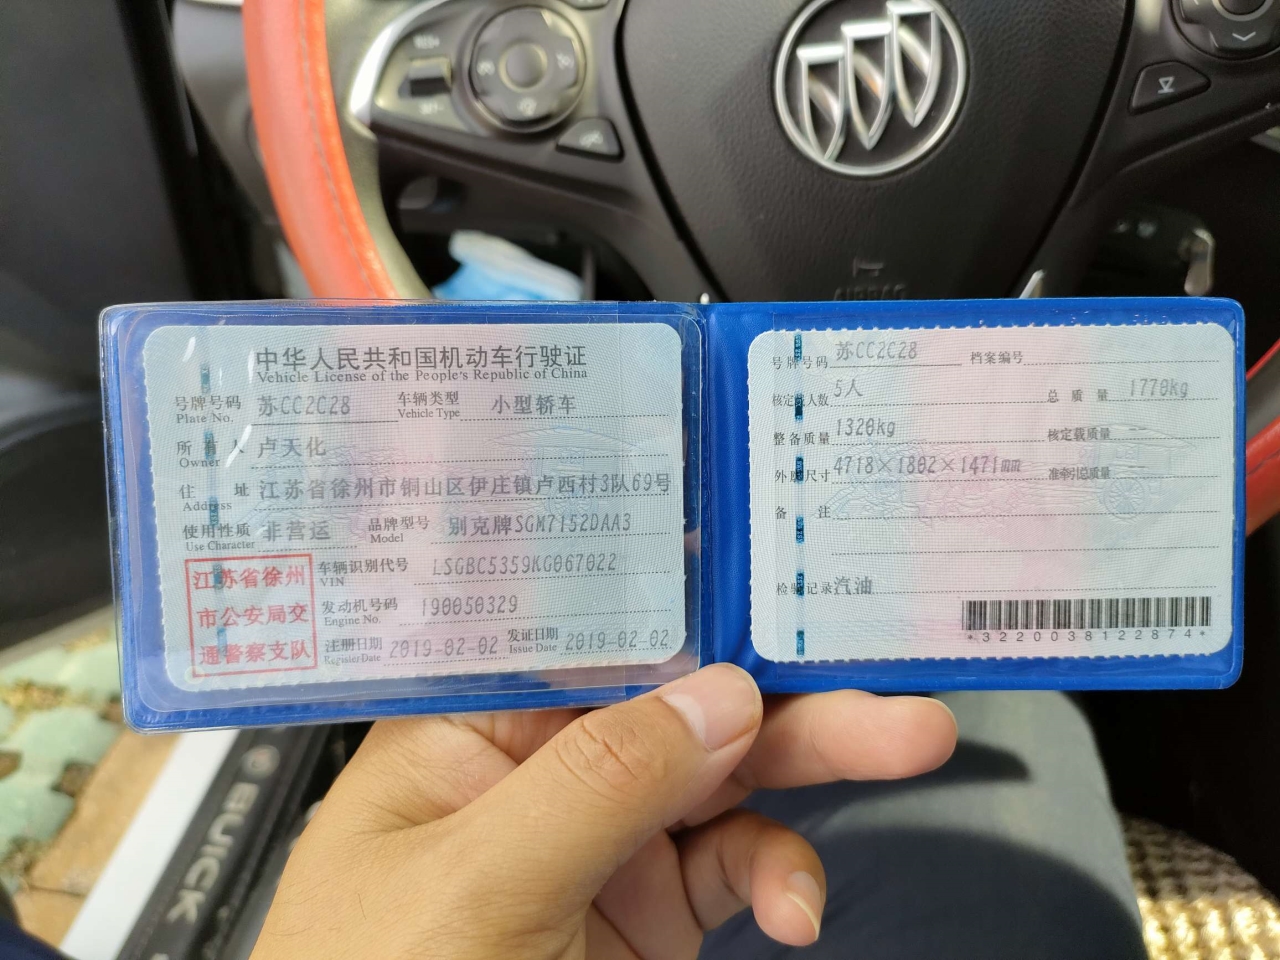 中华人民共和国机动车行驶证
Vehicle License of the People's Republic of China
号牌号码 苏CC2C28 车辆类型 小型轿车
Plate No. Vehicle Type
所有人 卢天化
Owner
住址 江苏省徐州市铜山区伊庄镇卢西村3队69号
Address
使用性质 非营运 品牌型号 别克牌SGM7152DAA3
Use Character Model
江苏省徐州
市公安局交
通警察支队
车辆识别代号 LSGBC5359KG067022
VIN
发动机号码 190050329
Engine No.
注册日期 2019-02-02 发证日期 2019-02-02
Register Date Issue Date
号牌号码 苏CC2C28 档案编号
核定载人数 5人 总质量 1770kg
整备质量 1320kg 核定载质量
外廓尺寸 4718×1802×1471mm 准牵引总质量
备注
检验记录 汽油
*3220038122874*
BUICK